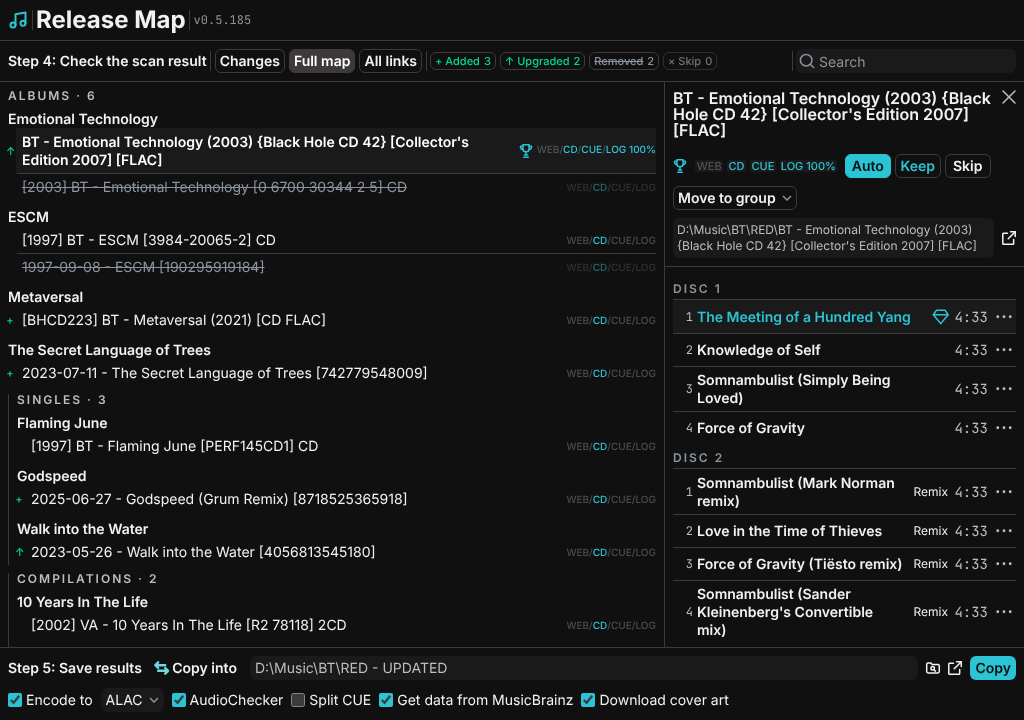 Release Map v0.5.185
Step 4: Check the scan result Changes Full map All links + Added 3 ↑ Upgraded 2 Removed 2 × Skip 0 Search
ALBUMS · 6
Emotional Technology
↑ BT - Emotional Technology (2003) {Black Hole CD 42} [Collector's
Edition 2007] [FLAC]
WEB/CD/CUE/LOG 100%
[2003] BT - Emotional Technology [0 6700 30344 2 5] CD WEB/CD/CUE/LOG
ESCM
[1997] BT - ESCM [3984-20065-2] CD WEB/CD/CUE/LOG
1997-09-08 - ESCM [190295919184] WEB/CD/CUE/LOG
Metaversal
+ [BHCD223] BT - Metaversal (2021) [CD FLAC] WEB/CD/CUE/LOG
The Secret Language of Trees
+ 2023-07-11 - The Secret Language of Trees [742779548009] WEB/CD/CUE/LOG
SINGLES · 3
Flaming June
[1997] BT - Flaming June [PERF145CD1] CD WEB/CD/CUE/LOG
Godspeed
+ 2025-06-27 - Godspeed (Grum Remix) [8718525365918] WEB/CD/CUE/LOG
Walk into the Water
↑ 2023-05-26 - Walk into the Water [4056813545180] WEB/CD/CUE/LOG
COMPILATIONS · 2
10 Years In The Life
[2002] VA - 10 Years In The Life [R2 78118] 2CD WEB/CD/CUE/LOG
BT - Emotional Technology (2003) {Black
Hole CD 42} [Collector's Edition 2007]
[FLAC]
WEB CD CUE LOG 100% Auto Keep Skip
Move to group
D:\Music\BT\RED\BT - Emotional Technology (2003)
{Black Hole CD 42} [Collector's Edition 2007] [FLAC]
DISC 1
1 The Meeting of a Hundred Yang 4:33 ···
2 Knowledge of Self 4:33 ···
3 Somnambulist (Simply Being
Loved) 4:33 ···
4 Force of Gravity 4:33 ···
DISC 2
1 Somnambulist (Mark Norman
remix) Remix 4:33 ···
2 Love in the Time of Thieves Remix 4:33 ···
3 Force of Gravity (Tiësto remix) Remix 4:33 ···
4 Somnambulist (Sander
Kleinenberg's Convertible
mix) Remix 4:33 ···
Step 5: Save results Copy into D:\Music\BT\RED - UPDATED Copy
Encode to ALAC AudioChecker Split CUE Get data from MusicBrainz Download cover art